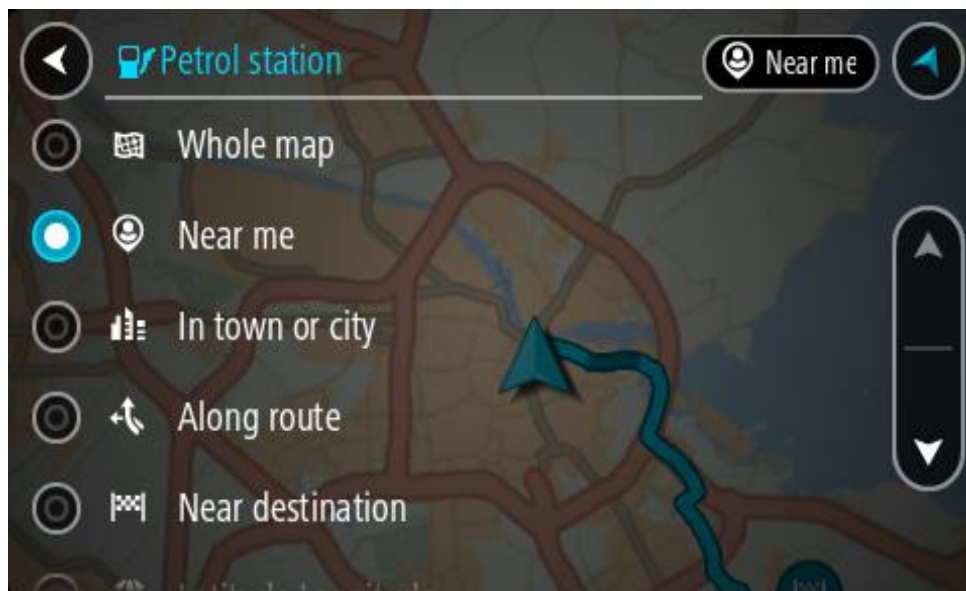 Petrol station
Near me
Whole map
Near me
In town or city
Along route
Near destination